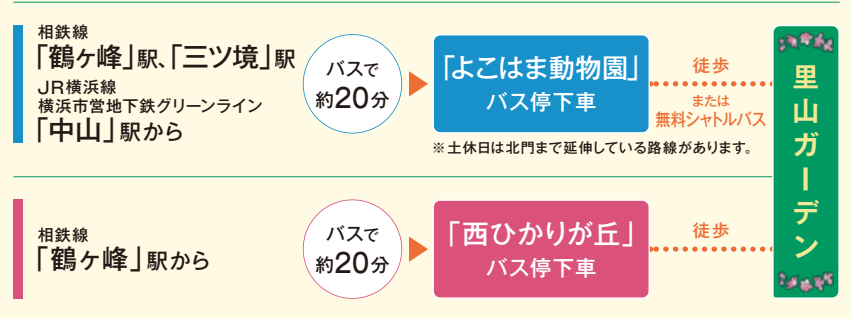 相鉄線
「鶴ヶ峰」駅、「三ツ境」駅
JR横浜線
横浜市営地下鉄グリーンライン
「中山」駅から
バスで
約20分
「よこはま動物園」
バス停下車
徒歩
または
無料シャトルバス
※土休日は北門まで延伸している路線があります。
相鉄線
「鶴ヶ峰」駅から
バスで
約20分
「西ひかりが丘」
バス停下車
徒歩
里山ガーデン